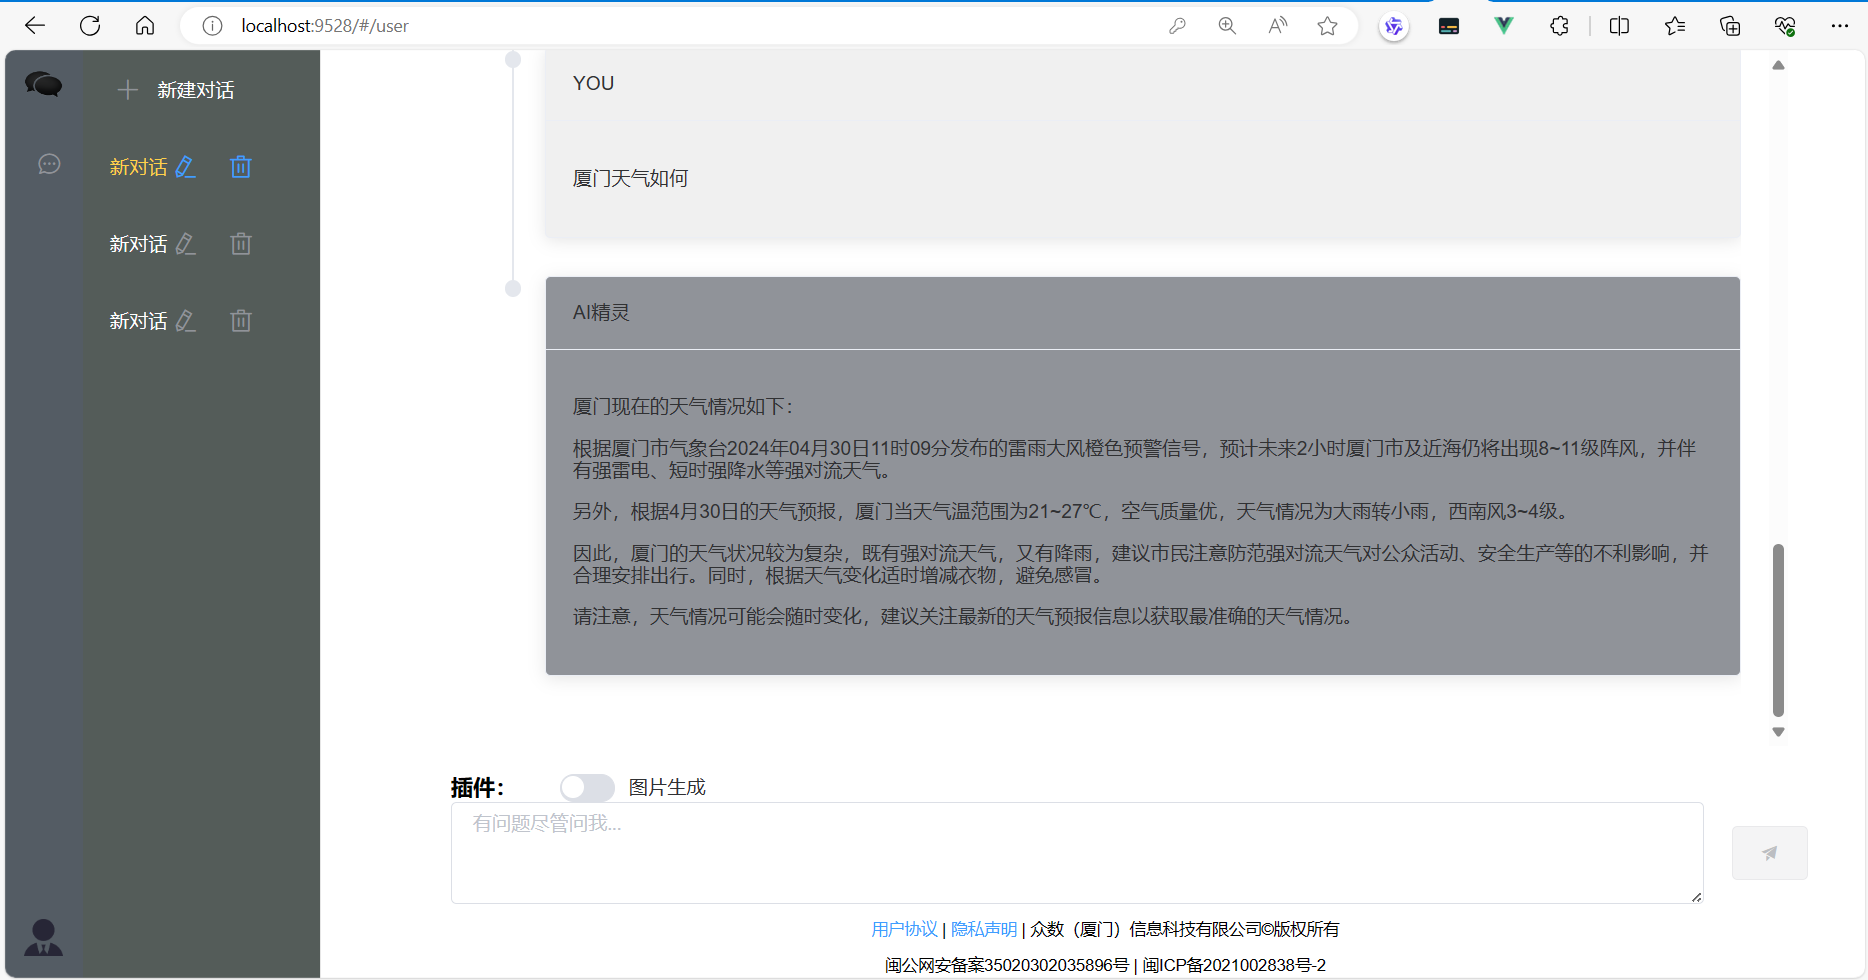 localhost:9528/#/user
新建对话
新对话
新对话
新对话
YOU
厦门天气如何
AI精灵
厦门现在的天气情况如下：
根据厦门市气象台2024年04月30日11时09分发布的雷雨大风橙色预警信号，预计未来2小时厦门市及近海仍将出现8~11级阵风，并伴
有强雷电、短时强降水等强对流天气。
另外，根据4月30日的天气预报，厦门当天气温范围为21~27℃，空气质量优，天气情况为大雨转小雨，西南风3~4级。
因此，厦门的天气状况较为复杂，既有强对流天气，又有降雨，建议市民注意防范强对流天气对公众活动、安全生产等的不利影响，并
合理安排出行。同时，根据天气变化适时增减衣物，避免感冒。
请注意，天气情况可能会随时变化，建议关注最新的天气预报信息以获取最准确的天气情况。
插件： 图片生成
有问题尽管问我...
用户协议 | 隐私声明 | 众数（厦门）信息科技有限公司©版权所有
闽公网安备案35020302035896号 | 闽ICP备2021002838号-2